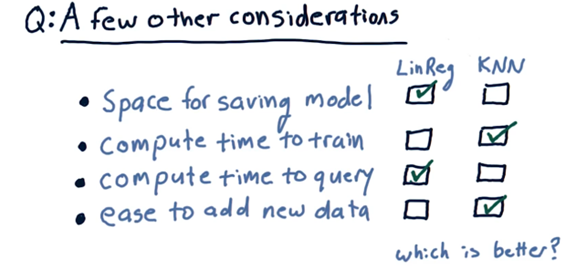 Q: A few other considerations
LinReg KNN
• Space for saving model
• compute time to train
• compute time to query
• ease to add new data
which is better?